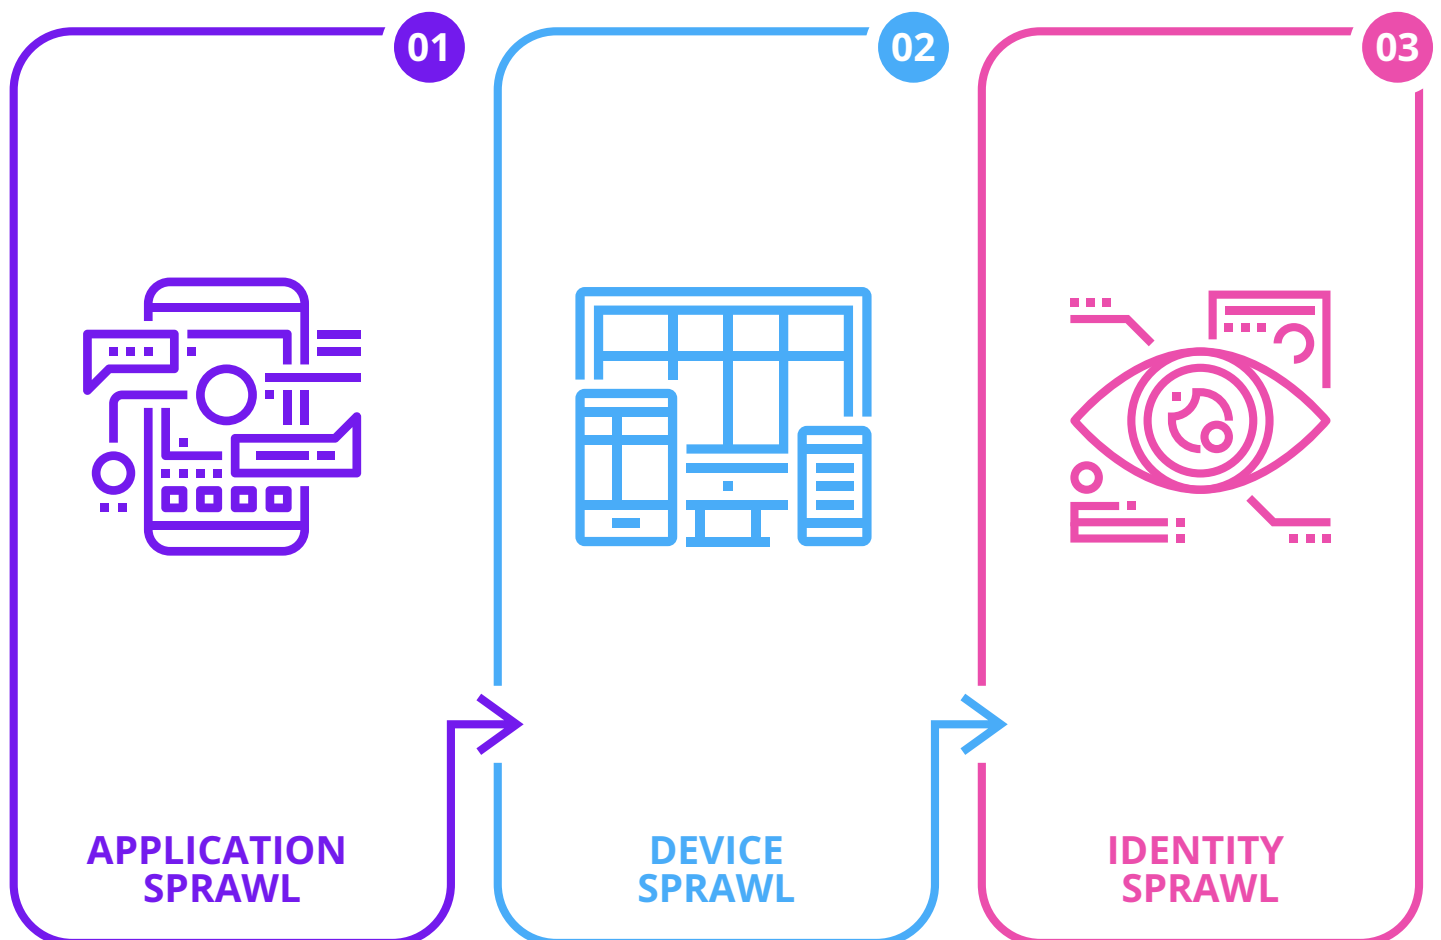 01
02
03
APPLICATION
SPRAWL
DEVICE
SPRAWL
IDENTITY
SPRAWL